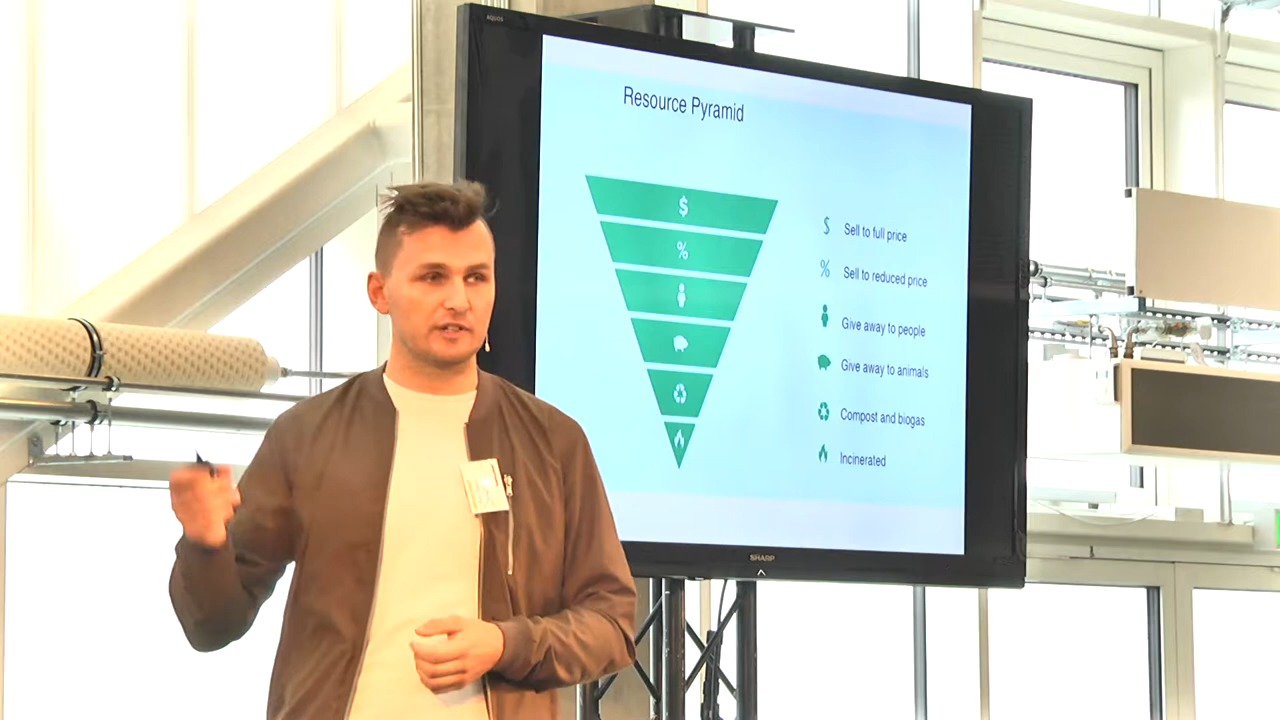 AQUOS
Resource Pyramid
$
%
$ Sell to full price
% Sell to reduced price
Give away to people
Give away to animals
Compost and biogas
Incinerated
SHARP